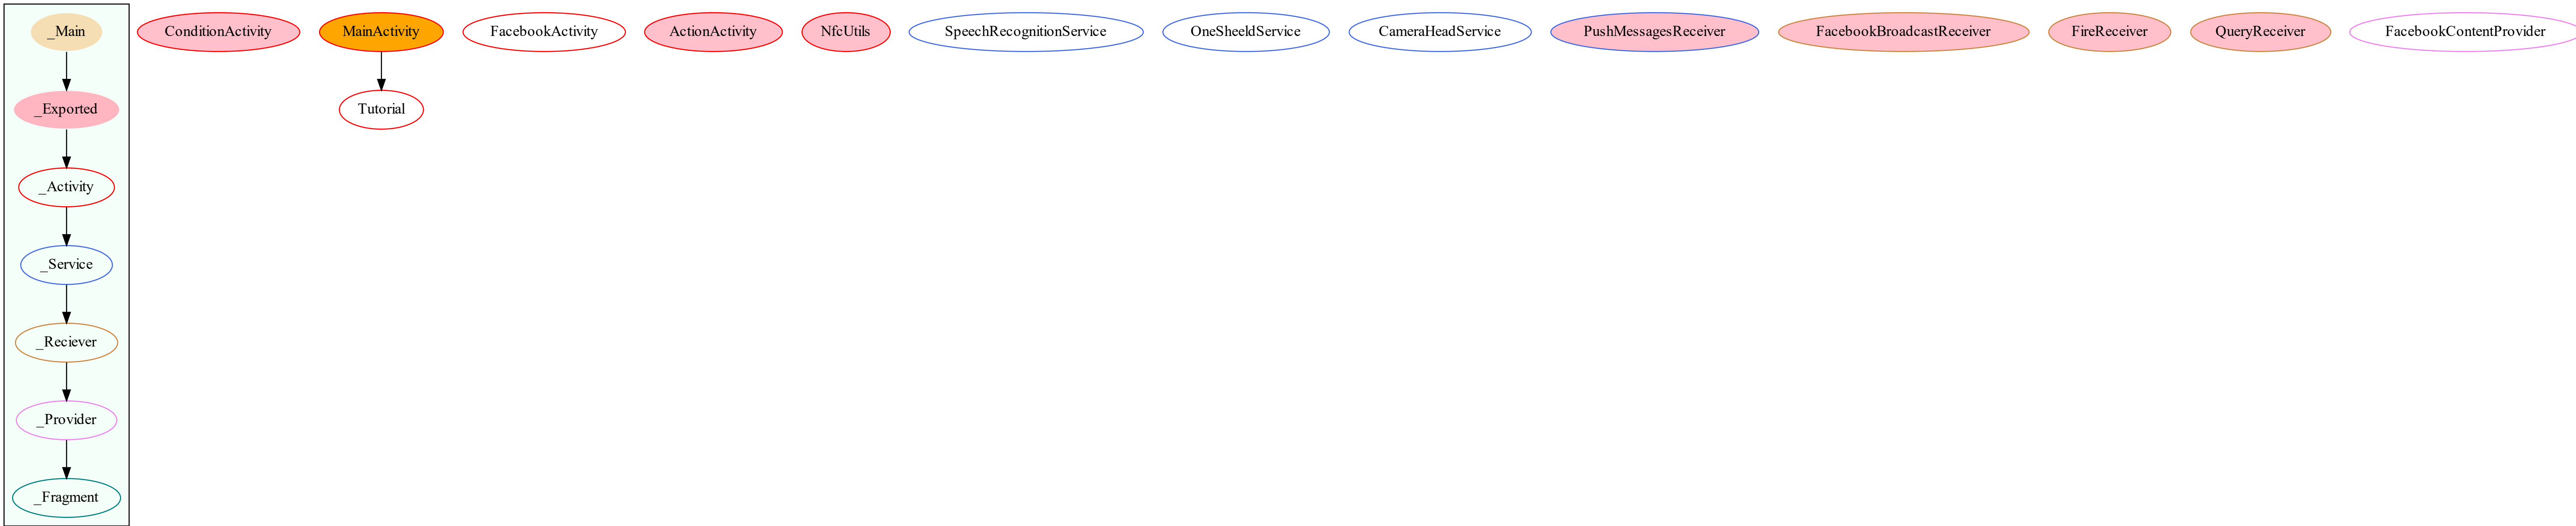 _Main
ConditionActivity
MainActivity
FacebookActivity
ActionActivity
NfcUtils
SpeechRecognitionService
OneSheeldService
CameraHeadService
PushMessagesReceiver
FacebookBroadcastReceiver
FireReceiver
QueryReceiver
FacebookContentProvider
_Exported
Tutorial
_Activity
_Service
_Reciever
_Provider
_Fragment